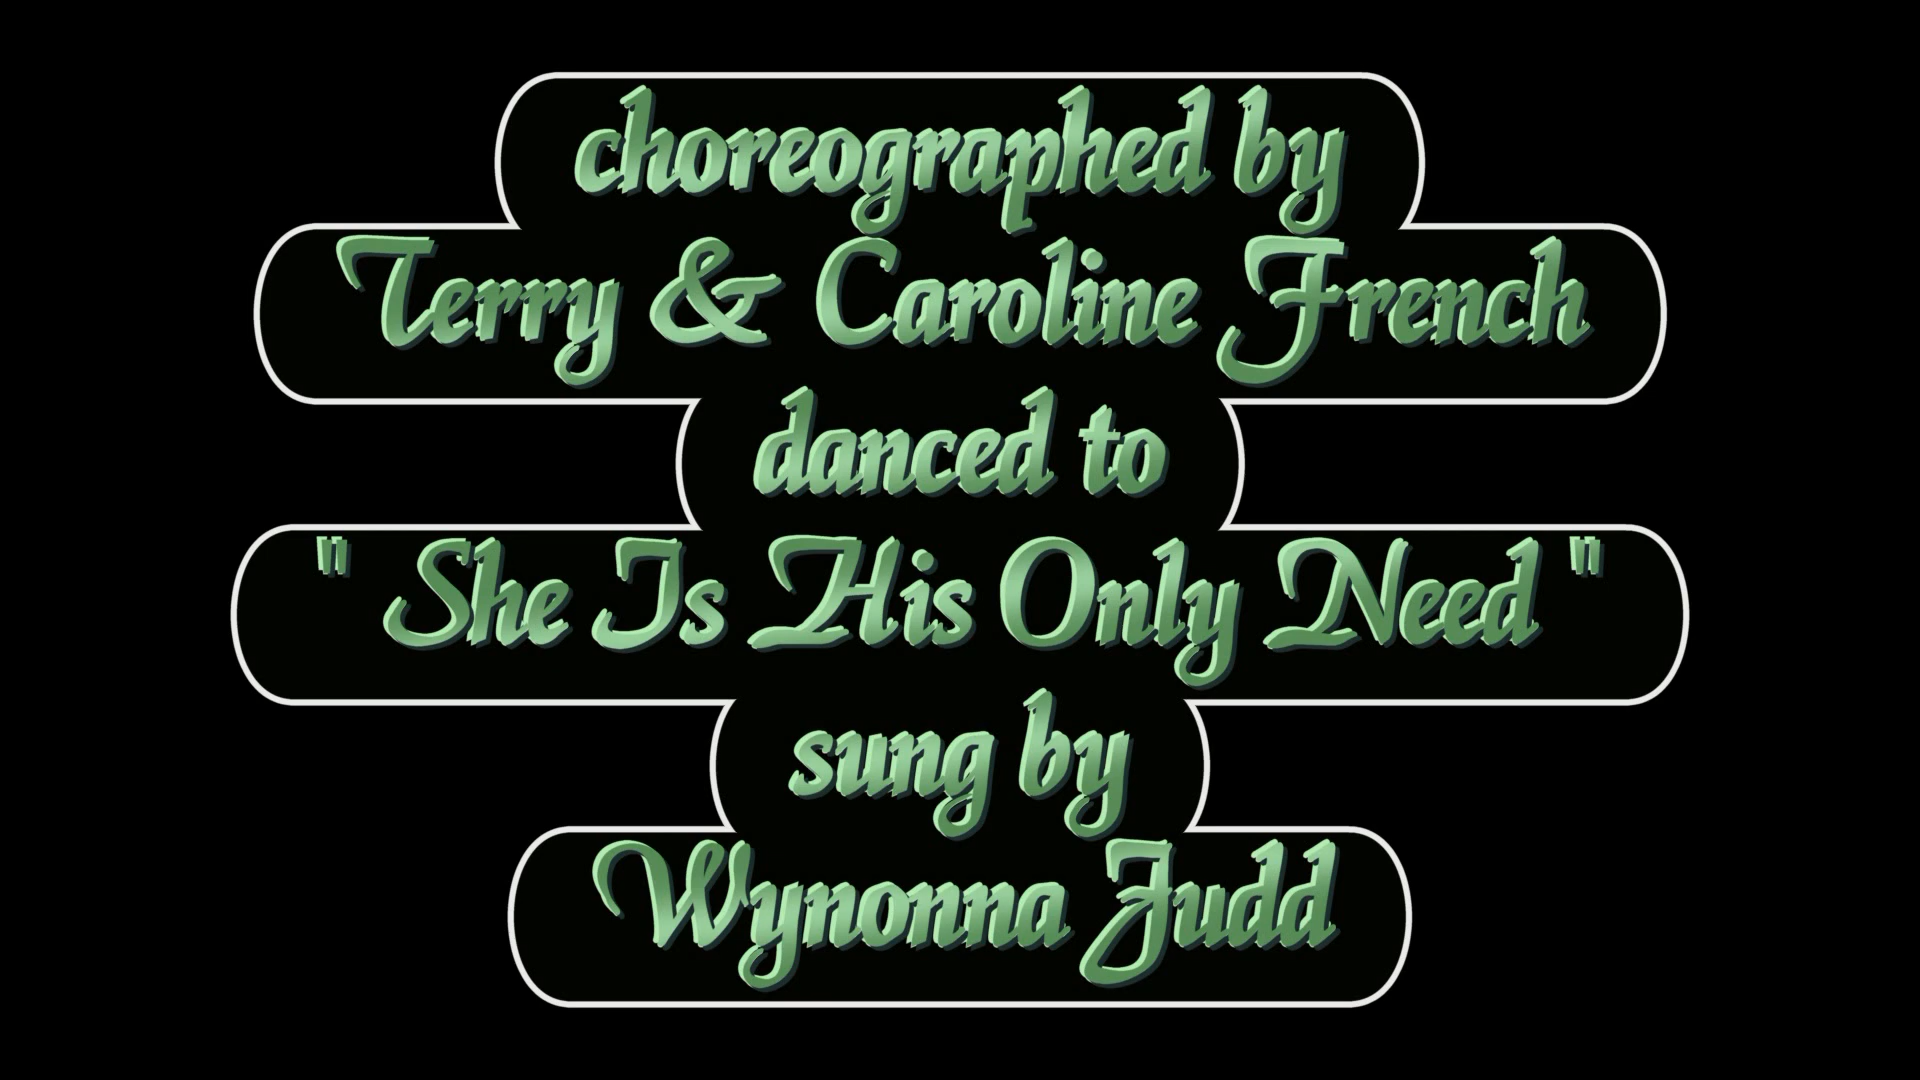 choreographed by
Terry & Caroline French
danced to
" She Is His Only Need "
sung by
Wynonna Judd